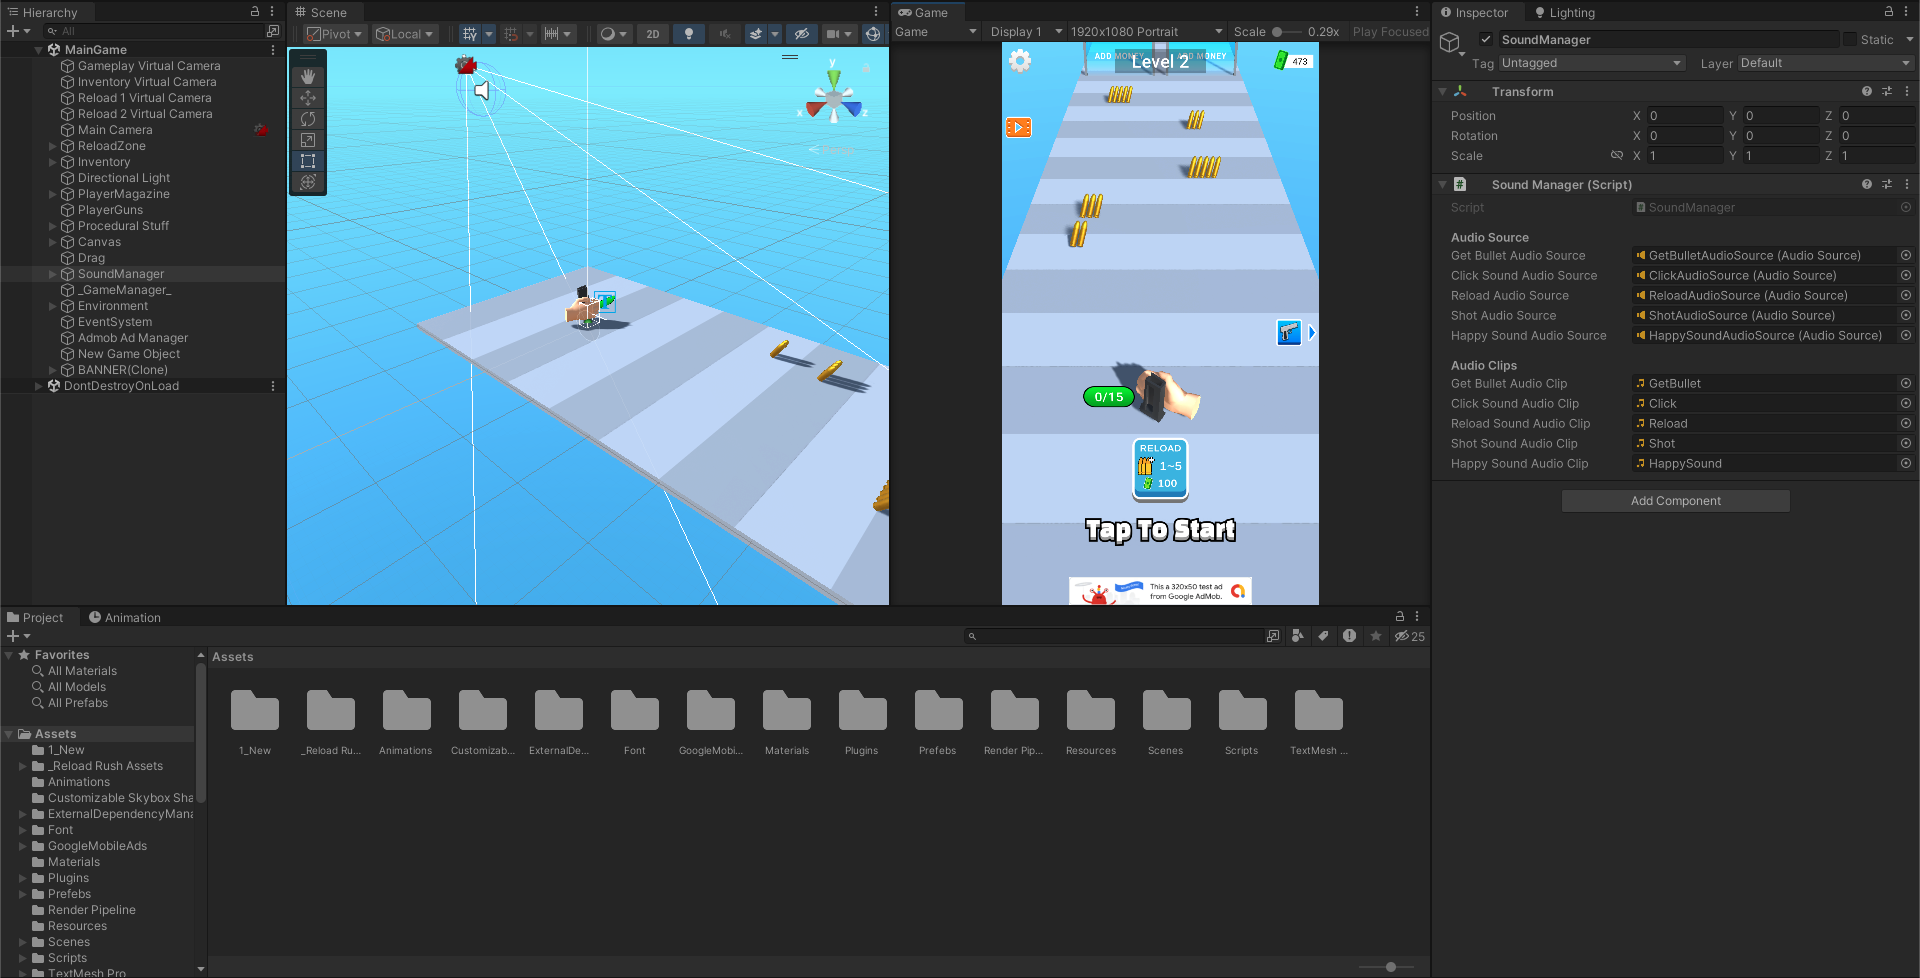 Hierarchy
All
MainGame
Gameplay Virtual Camera
Inventory Virtual Camera
Reload 1 Virtual Camera
Reload 2 Virtual Camera
Main Camera
ReloadZone
Inventory
Directional Light
PlayerMagazine
PlayerGuns
Procedural Stuff
Canvas
Drag
SoundManager
_GameManager_
Environment
EventSystem
Admob Ad Manager
New Game Object
BANNER(Clone)
DontDestroyOnLoad
Scene
Pivot
Local
2D
y
x
z
Persp
Game
Game
Display 1
1920x1080 Portrait
Scale
0.29x
Play Focused
Level 2
473
0/15
RELOAD
1~5
100
Tap To Start
This a 320x50 test ad
from Google AdMob.
Inspector
Lighting
SoundManager
Static
Tag Untagged
Layer Default
Transform
Position X 0 Y 0 Z 0
Rotation X 0 Y 0 Z 0
Scale X 1 Y 1 Z 1
Sound Manager (Script)
Script SoundManager
Audio Source
Get Bullet Audio Source GetBulletAudioSource (Audio Source)
Click Sound Audio Source ClickAudioSource (Audio Source)
Reload Audio Source ReloadAudioSource (Audio Source)
Shot Audio Source ShotAudioSource (Audio Source)
Happy Sound Audio Source HappySoundAudioSource (Audio Source)
Audio Clips
Get Bullet Audio Clip GetBullet
Click Sound Audio Clip Click
Reload Sound Audio Clip Reload
Shot Sound Audio Clip Shot
Happy Sound Audio Clip HappySound
Add Component
Project
Animation
25
Favorites
All Materials
All Models
All Prefabs
Assets
1_New
_Reload Rush Assets
Animations
Customizable Skybox Sha
ExternalDependencyMana
Font
GoogleMobileAds
Materials
Plugins
Prefebs
Render Pipeline
Resources
Scenes
Scripts
TextMesh Pro
Assets
1_New
_Reload Ru...
Animations
Customizab...
ExternalDe...
Font
GoogleMobi...
Materials
Plugins
Prefebs
Render Pip...
Resources
Scenes
Scripts
TextMesh ...